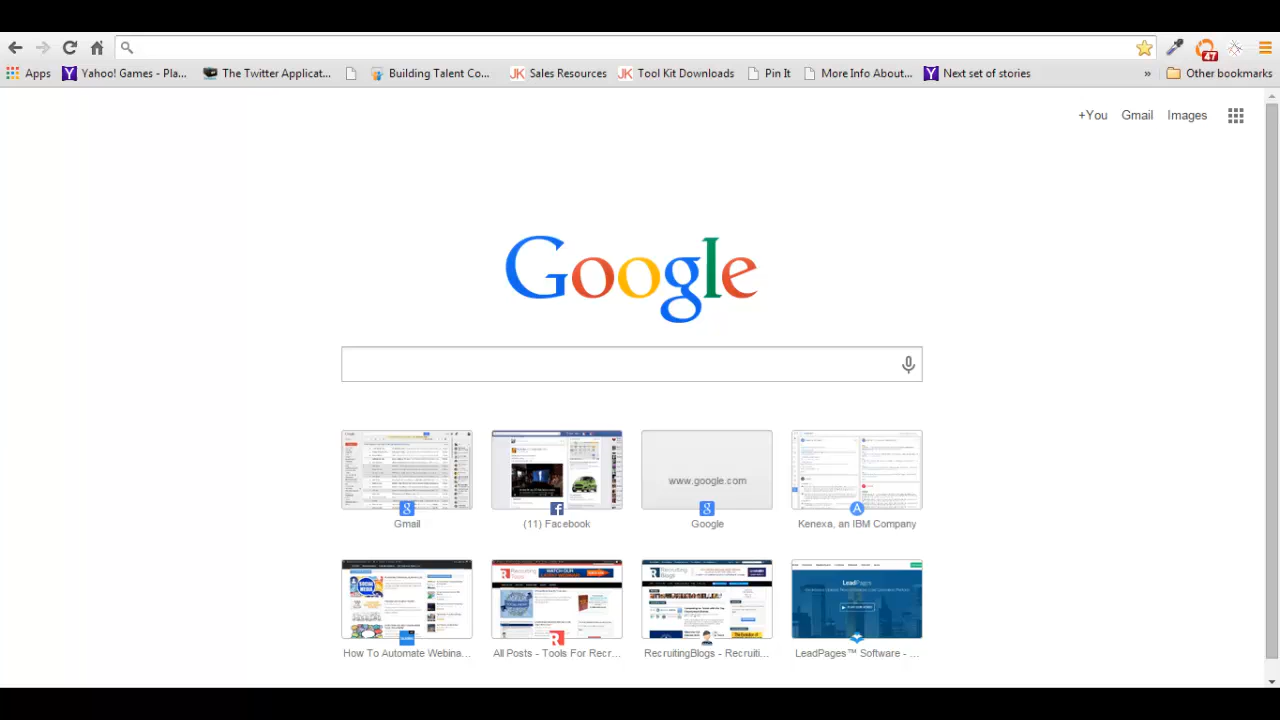 Apps Yahoo! Games - Pla... The Twitter Applicat... Building Talent Co... Sales Resources Tool Kit Downloads Pin It More Info About... Next set of stories » Other bookmarks
47
+You Gmail Images
Google
www.google.com
Gmail (11) Facebook Google Kenexa, an IBM Company
LeadPages
How To Automate Webina... All Posts - Tools For Recr... RecruitingBlogs - Recruiti... LeadPages™ Software - ...